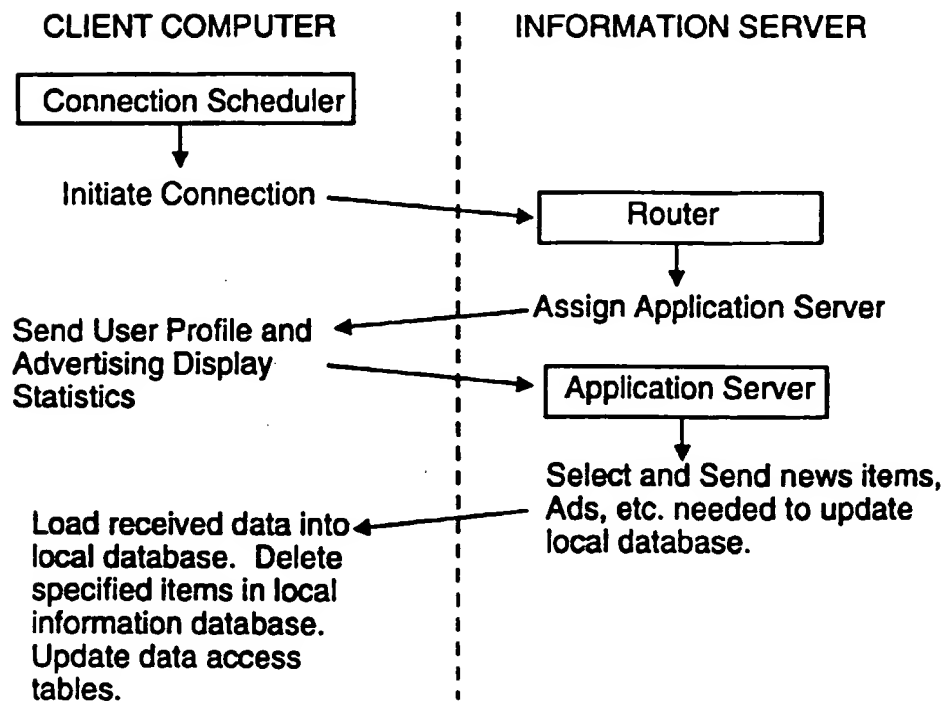 CLIENT COMPUTER
INFORMATION SERVER
Connection Scheduler
Initiate Connection
Router
Assign Application Server
Send User Profile and
Advertising Display
Statistics
Application Server
Select and Send news items,
Ads, etc. needed to update
local database.
Load received data into
local database. Delete
specified items in local
information database.
Update data access
tables.